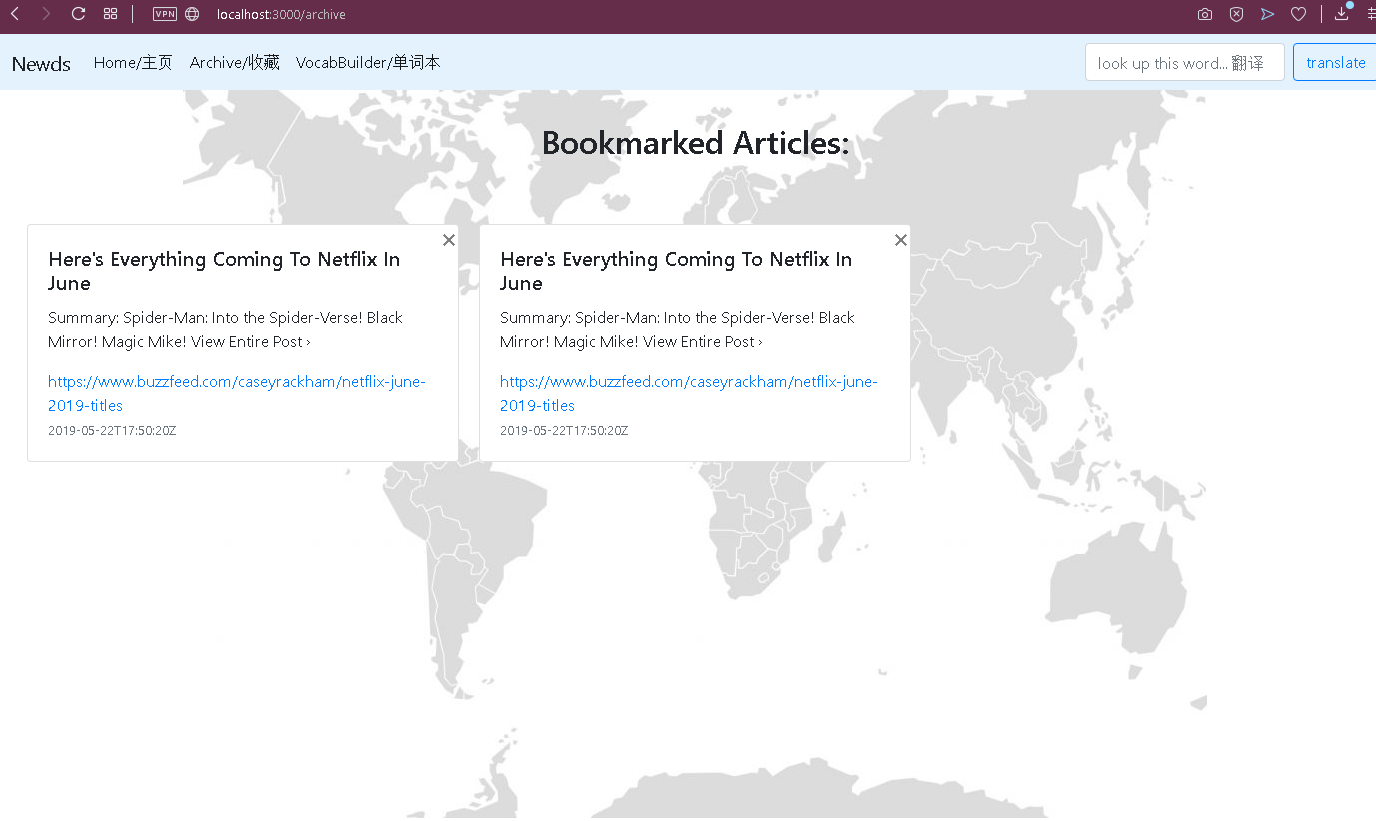 VPN localhost:3000/archive
Newds Home/主页 Archive/收藏 VocabBuilder/单词本 look up this word... 翻译 translate
Bookmarked Articles:
Here's Everything Coming To Netflix In
June
Summary: Spider-Man: Into the Spider-Verse! Black
Mirror! Magic Mike! View Entire Post ›
https://www.buzzfeed.com/caseyrackham/netflix-june-
2019-titles
2019-05-22T17:50:20Z
Here's Everything Coming To Netflix In
June
Summary: Spider-Man: Into the Spider-Verse! Black
Mirror! Magic Mike! View Entire Post ›
https://www.buzzfeed.com/caseyrackham/netflix-june-
2019-titles
2019-05-22T17:50:20Z